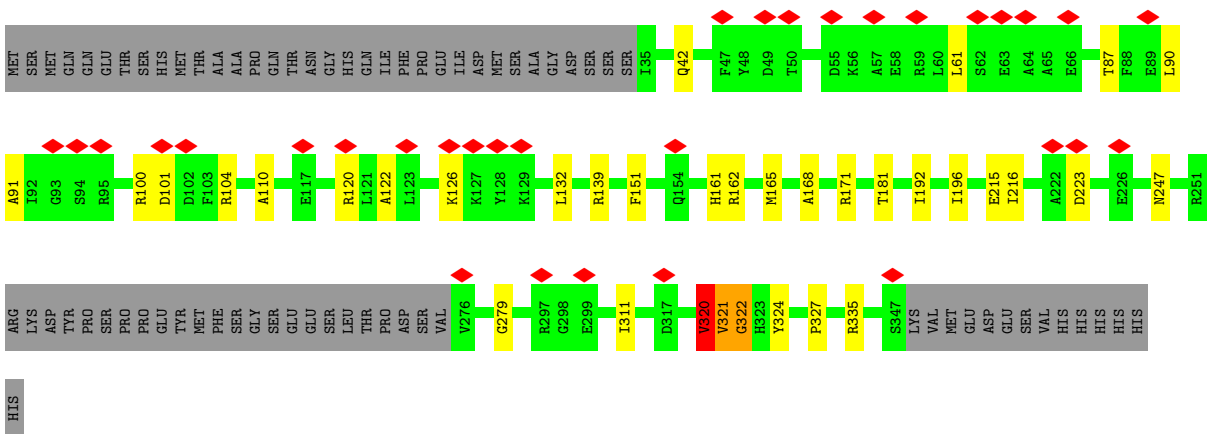 MET SER MET GLN GLN GLU THR SER HIS MET THR ALA ALA PRO GLN THR ASN GLY HIS GLN ILE PHE PRO GLU ILE ASP MET SER ALA GLY ASP SER SER SER I35 Q42 F47 Y48 D49 T50 D55 K56 A57 E58 R59 L60 L61 S62 E63 A64 A65 E66 T87 F88 E89 L90
A91 I92 G93 S94 R95 R100 D101 D102 F103 R104 A110 E117 R120 L121 A122 L123 K126 K127 Y128 K129 L132 R139 F151 Q154 H161 R162 M165 A168 R171 T181 I192 I196 E215 I216 A222 D223 E226 N247 R251
ARG LYS ASP TYR PRO SER PRO PRO GLU TYR MET PHE SER GLY SER GLU GLU SER LEU THR PRO ASP SER VAL V276 G279 R297 G298 E299 I311 D317 V320 V321 G322 H323 Y324 P327 R335 S347 LYS VAL MET GLU ASP GLU SER VAL HIS HIS HIS HIS HIS
HIS